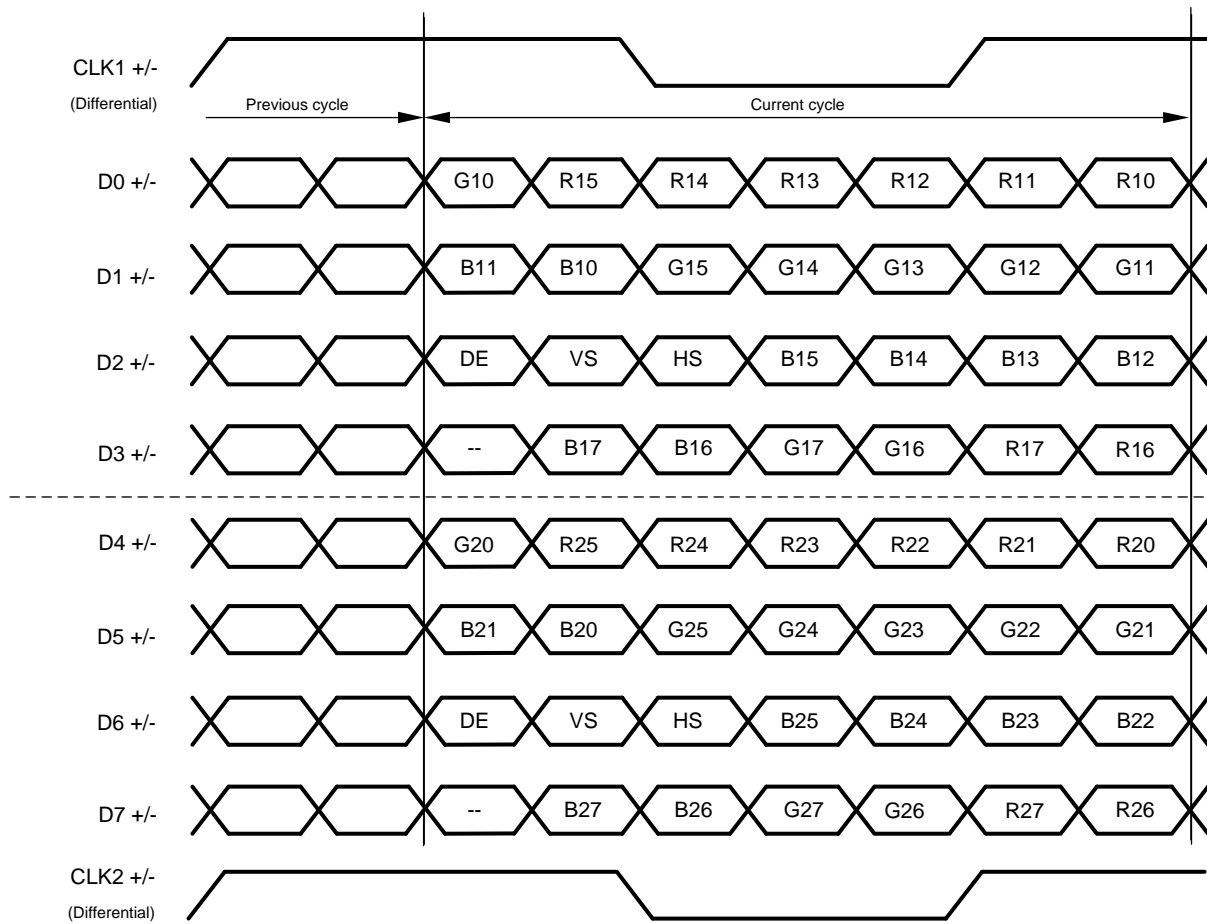 CLK1 +/-
(Differential)
Previous cycle
Current cycle
D0 +/- G10 R15 R14 R13 R12 R11 R10
D1 +/- B11 B10 G15 G14 G13 G12 G11
D2 +/- DE VS HS B15 B14 B13 B12
D3 +/- -- B17 B16 G17 G16 R17 R16
D4 +/- G20 R25 R24 R23 R22 R21 R20
D5 +/- B21 B20 G25 G24 G23 G22 G21
D6 +/- DE VS HS B25 B24 B23 B22
D7 +/- -- B27 B26 G27 G26 R27 R26
CLK2 +/-
(Differential)